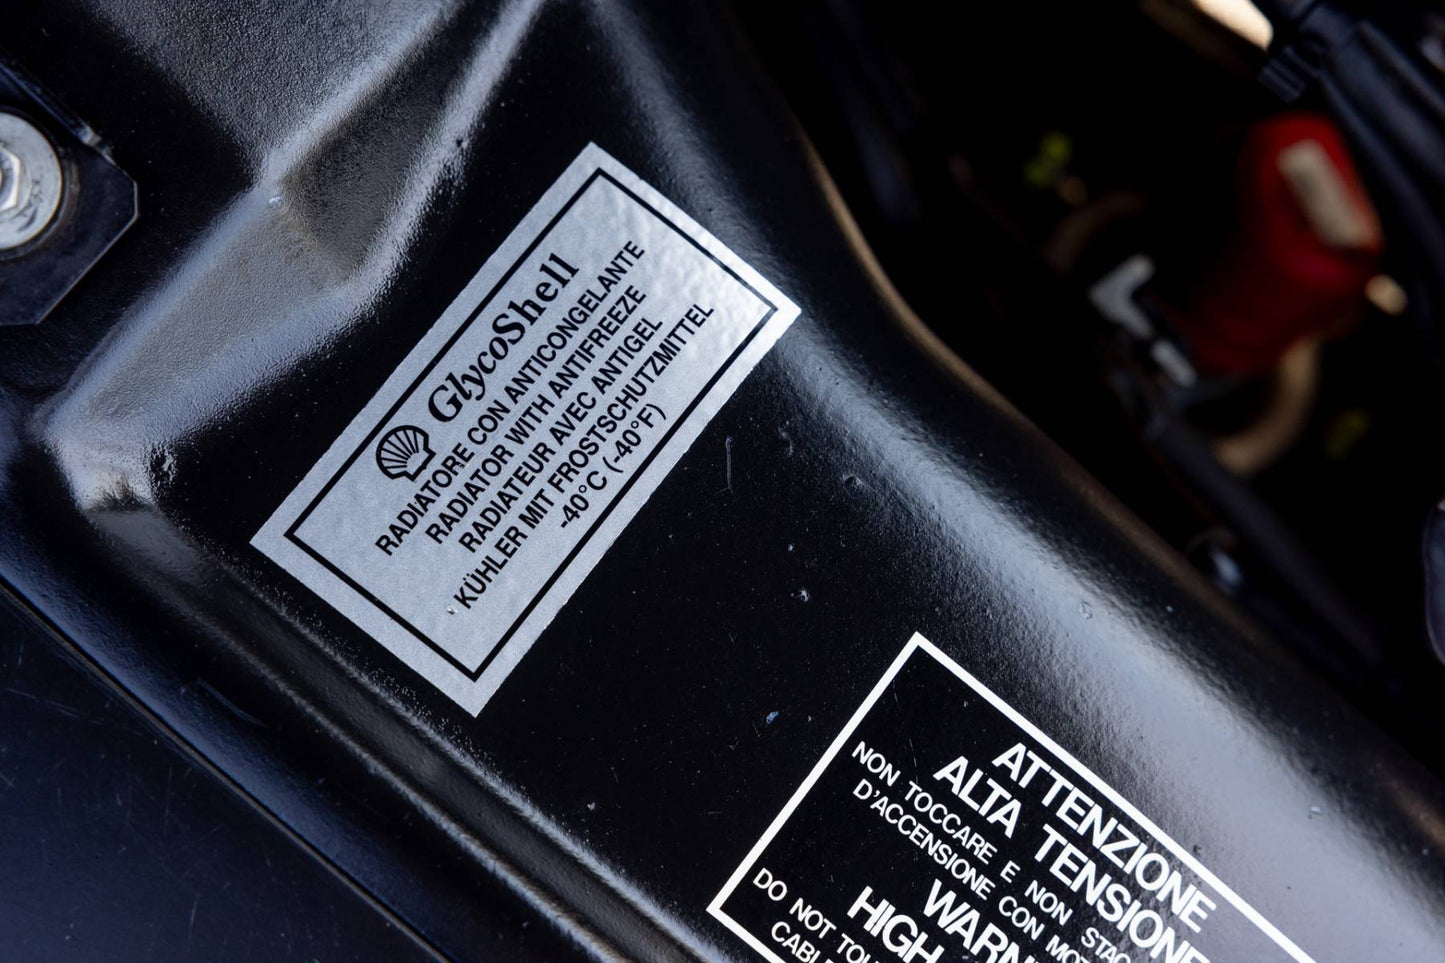 GlycoShell
RADIATORE CON ANTICONGELANTE
RADIATOR WITH ANTIFREEZE
RADIATEUR AVEC ANTIGEL
KÜHLER MIT FROSTSCHUTZMITTEL
-40°C (-40°F)
ATTENZIONE
ALTA TENSIONE
NON TOCCARE E NON
D'ACCENSIONE CON
HIGH
DO NOT